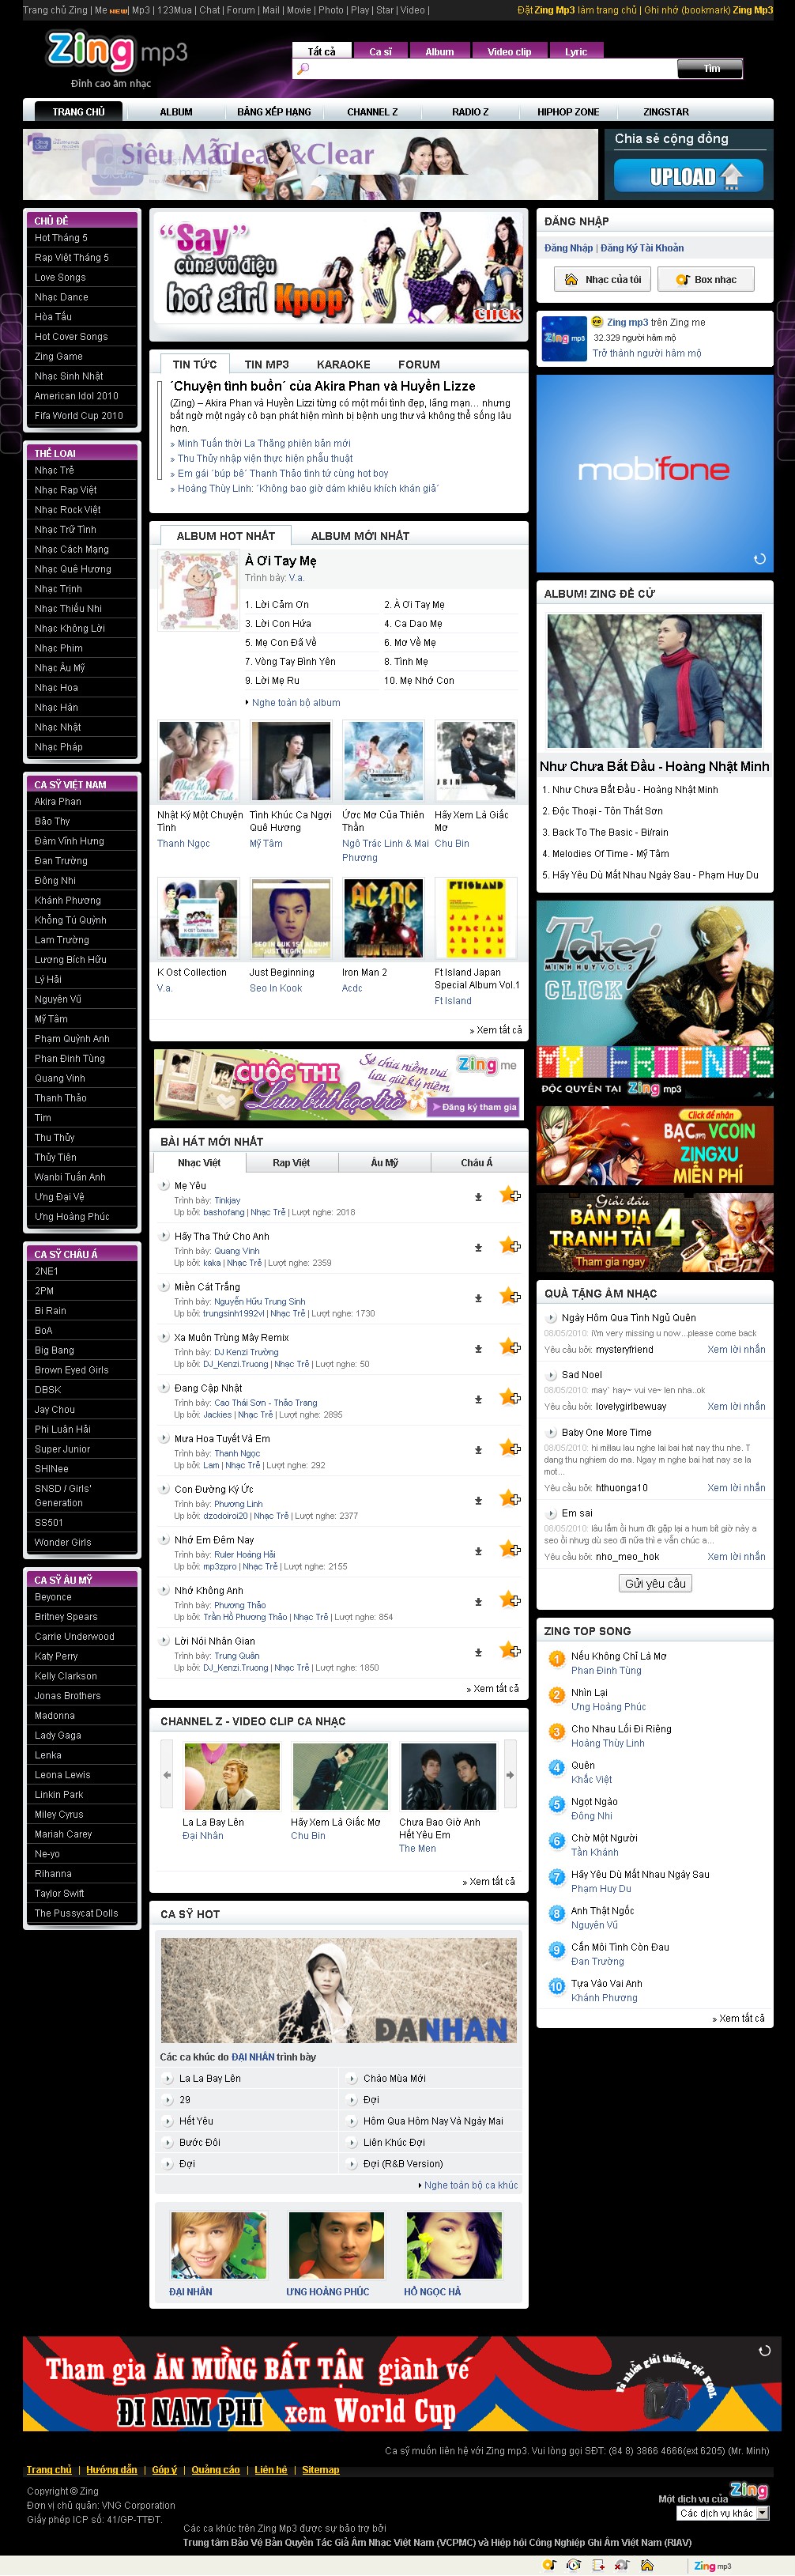 Trang chủ Zing | Me NEW | Mp3 | 123Mua | Chat | Forum | Mail | Movie | Photo | Play | Star | Video |
Đặt Zing Mp3 làm trang chủ | Ghi nhớ (bookmark) Zing Mp3
Zing mp3
Đỉnh cao âm nhạc
Tất cả Ca sĩ Album Video clip Lyric
Tìm
TRANG CHỦ ALBUM BẢNG XẾP HẠNG CHANNEL Z RADIO Z HIPHOP ZONE ZINGSTAR
Chia sẻ cộng đồng
UPLOAD
CHỦ ĐỀ
Hot Tháng 5
Rap Việt Tháng 5
Love Songs
Nhạc Dance
Hòa Tấu
Hot Cover Songs
Zing Game
Nhạc Sinh Nhật
American Idol 2010
Fifa World Cup 2010
THỂ LOẠI
Nhạc Trẻ
Nhạc Rap Việt
Nhạc Rock Việt
Nhạc Trữ Tình
Nhạc Cách Mạng
Nhạc Quê Hương
Nhạc Trịnh
Nhạc Thiếu Nhi
Nhạc Không Lời
Nhạc Phim
Nhạc Âu Mỹ
Nhạc Hoa
Nhạc Hàn
Nhạc Nhật
Nhạc Pháp
CA SỸ VIỆT NAM
Akira Phan
Bảo Thy
Đàm Vĩnh Hưng
Đan Trường
Đông Nhi
Khánh Phương
Khổng Tú Quỳnh
Lam Trường
Lương Bích Hữu
Lý Hải
Nguyên Vũ
Mỹ Tâm
Phạm Quỳnh Anh
Phan Đinh Tùng
Quang Vinh
Thanh Thảo
Tim
Thu Thủy
Thủy Tiên
Wanbi Tuấn Anh
Ưng Đại Vệ
Ưng Hoàng Phúc
CA SỸ CHÂU Á
2NE1
2PM
Bi Rain
BoA
Big Bang
Brown Eyed Girls
DBSK
Jay Chou
Phi Luân Hải
Super Junior
SHINee
SNSD / Girls'
Generation
SS501
Wonder Girls
CA SỸ ÂU MỸ
Beyonce
Britney Spears
Carrie Underwood
Katy Perry
Kelly Clarkson
Jonas Brothers
Madonna
Lady Gaga
Lenka
Leona Lewis
Linkin Park
Miley Cyrus
Mariah Carey
Ne-yo
Rihanna
Taylor Swift
The Pussycat Dolls
"Say"
cùng vũ điệu
hot girl Kpop
CLICK
TIN TỨC TIN MP3 KARAOKE FORUM
´Chuyện tình buồn´ của Akira Phan và Huyền Lizze
(Zing) – Akira Phan và Huyền Lizzi từng có một mối tình đẹp, lãng mạn… nhưng
bất ngờ một ngày cô bạn phát hiện mình bị bệnh ung thư và không thể sống lâu
hơn.
» Minh Tuấn thời La Thăng phiên bản mới
» Thu Thủy nhập viện thực hiện phẫu thuật
» Em gái ´búp bê´ Thanh Thảo tình tứ cùng hot boy
» Hoàng Thùy Linh: ´Không bao giờ dám khiêu khích khán giả´
ALBUM HOT NHẤT ALBUM MỚI NHẤT
À Ơi Tay Mẹ
Trình bày: V.a.
1. Lời Cảm Ơn 2. À Ơi Tay Mẹ
3. Lời Con Hứa 4. Ca Dao Mẹ
5. Mẹ Con Đã Về 6. Mơ Về Mẹ
7. Vòng Tay Bình Yên 8. Tình Mẹ
9. Lời Mẹ Ru 10. Mẹ Nhớ Con
Nghe toàn bộ album
Nhật Ký Một Chuyện Tình
Thanh Ngọc
Tình Khúc Ca Ngợi Quê Hương
Mỹ Tâm
Ước Mơ Của Thiên Thần
Ngô Trác Linh & Mai Phương
Hãy Xem Là Giấc Mơ
Chu Bin
K Ost Collection
V.a.
Just Beginning
Seo In Kook
Iron Man 2
Acdc
Ft Island Japan Special Album Vol.1
Ft Island
» Xem tất cả
CUỘC THI
Lưu bút học trò
Sẻ chia niềm vui
lưu giữ kỷ niệm
Zing me
Đăng ký tham gia
BÀI HÁT MỚI NHẤT
Nhạc Việt Rap Việt Âu Mỹ Châu Á
Mẹ Yêu
Trình bày: Tinkjay
Up bởi: bashofang | Nhạc Trẻ | Lượt nghe: 2018
Hãy Tha Thứ Cho Anh
Trình bày: Quang Vinh
Up bởi: kaka | Nhạc Trẻ | Lượt nghe: 2359
Miền Cát Trắng
Trình bày: Nguyễn Hữu Trung Sinh
Up bởi: trungsinh1992vl | Nhạc Trẻ | Lượt nghe: 1730
Xa Muôn Trùng Mây Remix
Trình bày: DJ Kenzi Trường
Up bởi: DJ_Kenzi.Truong | Nhạc Trẻ | Lượt nghe: 50
Đang Cập Nhật
Trình bày: Cao Thái Sơn - Thảo Trang
Up bởi: Jackies | Nhạc Trẻ | Lượt nghe: 2895
Mưa Hoa Tuyết Và Em
Trình bày: Thanh Ngọc
Up bởi: Lam | Nhạc Trẻ | Lượt nghe: 292
Con Đường Ký Ức
Trình bày: Phương Linh
Up bởi: dzodoiroi20 | Nhạc Trẻ | Lượt nghe: 2377
Nhớ Em Đêm Nay
Trình bày: Ruler Hoàng Hải
Up bởi: mp3zpro | Nhạc Trẻ | Lượt nghe: 2155
Nhớ Không Anh
Trình bày: Phương Thảo
Up bởi: Trần Hồ Phương Thảo | Nhạc Trẻ | Lượt nghe: 854
Lời Nói Nhân Gian
Trình bày: Trung Quân
Up bởi: DJ_Kenzi.Truong | Nhạc Trẻ | Lượt nghe: 1850
» Xem tất cả
CHANNEL Z - VIDEO CLIP CA NHẠC
La La Bay Lên
Đại Nhân
Hãy Xem Là Giấc Mơ
Chu Bin
Chưa Bao Giờ Anh Hết Yêu Em
The Men
» Xem tất cả
CA SỸ HOT
ĐẠI NHÂN
Các ca khúc do ĐẠI NHÂN trình bày
La La Bay Lên Chào Mùa Mới
29 Đợi
Hết Yêu Hôm Qua Hôm Nay Và Ngày Mai
Bước Đôi Liên Khúc Đợi
Đợi Đợi (R&B Version)
Nghe toàn bộ ca khúc
ĐẠI NHÂN ƯNG HOÀNG PHÚC HỒ NGỌC HÀ
ĐĂNG NHẬP
Đăng Nhập | Đăng Ký Tài Khoản
Nhạc của tôi Box nhạc
Zing mp3 trên Zing me
32.329 người hâm mộ
Trở thành người hâm mộ
mobifone
ALBUM! ZING ĐỀ CỬ
Như Chưa Bắt Đầu - Hoàng Nhật Minh
1. Như Chưa Bắt Đầu - Hoàng Nhật Minh
2. Độc Thoại - Tôn Thất Sơn
3. Back To The Basic - Bi/rain
4. Melodies Of Time - Mỹ Tâm
5. Hãy Yêu Dù Mất Nhau Ngày Sau - Phạm Huy Du
Takej
MINH HUY VOL.2
CLICK
MY FRIENDS
ĐỘC QUYỀN TẠI Zing mp3
Click để nhận
BẠC, VCOIN
ZINGXU
MIỄN PHÍ
Giải đấu
BẢN ĐỊA
TRANH TÀI 4
Tham gia ngay
QUÀ TẶNG ÂM NHẠC
Ngày Hôm Qua Tình Ngủ Quên
08/05/2010: i\'m very missing u now...please come back
Yêu cầu bởi: mysteryfriend Xem lời nhắn
Sad Noel
08/05/2010: may` hay~ vui ve~ len nha..ok
Yêu cầu bởi: lovelygirlbewuay Xem lời nhắn
Baby One More Time
08/05/2010: hi millau lau nghe lai bai hat nay thu nhe. T
dang thu nghiem do ma. Ngay m nghe bai hat nay se la
mot...
Yêu cầu bởi: hthuonga10 Xem lời nhắn
Em sai
08/05/2010: lâu lắm ồi hum đk gặp lại a hum bít giờ này a
seo ồi nhưg dù seo đi nữa thì e vẫn chúc a...
Yêu cầu bởi: nho_meo_hok Xem lời nhắn
Gửi yêu cầu
ZING TOP SONG
1 Nếu Không Chỉ Là Mơ
Phan Đinh Tùng
2 Nhìn Lại
Ưng Hoàng Phúc
3 Cho Nhau Lối Đi Riêng
Hoàng Thùy Linh
4 Quên
Khắc Việt
5 Ngọt Ngào
Đông Nhi
6 Chờ Một Người
Tần Khánh
7 Hãy Yêu Dù Mất Nhau Ngày Sau
Phạm Huy Du
8 Anh Thật Ngốc
Nguyên Vũ
9 Cắn Môi Tình Còn Đau
Đan Trường
10 Tựa Vào Vai Anh
Khánh Phương
» Xem tất cả
Tham gia ĂN MỪNG BẤT TẬN giành vé
ĐI NAM PHI xem World Cup
Ca sỹ muốn liên hệ với Zing mp3. Vui lòng gọi SĐT: (84 8) 3866 4666(ext 6205) (Mr. Minh)
Trang chủ | Hướng dẫn | Góp ý | Quảng cáo | Liên hê | Sitemap
Copyright © Zing
Đơn vị chủ quản: VNG Corporation
Giấy phép ICP số: 41/GP-TTĐT.
Một dịch vụ của Zing
Các dịch vụ khác
Các ca khúc trên Zing Mp3 được sự bảo trợ bởi
Trung tâm Bảo Vệ Bản Quyền Tác Giả Âm Nhạc Việt Nam (VCPMC) và Hiệp hội Công Nghiệp Ghi Âm Việt Nam (RIAV)
Zing mp3